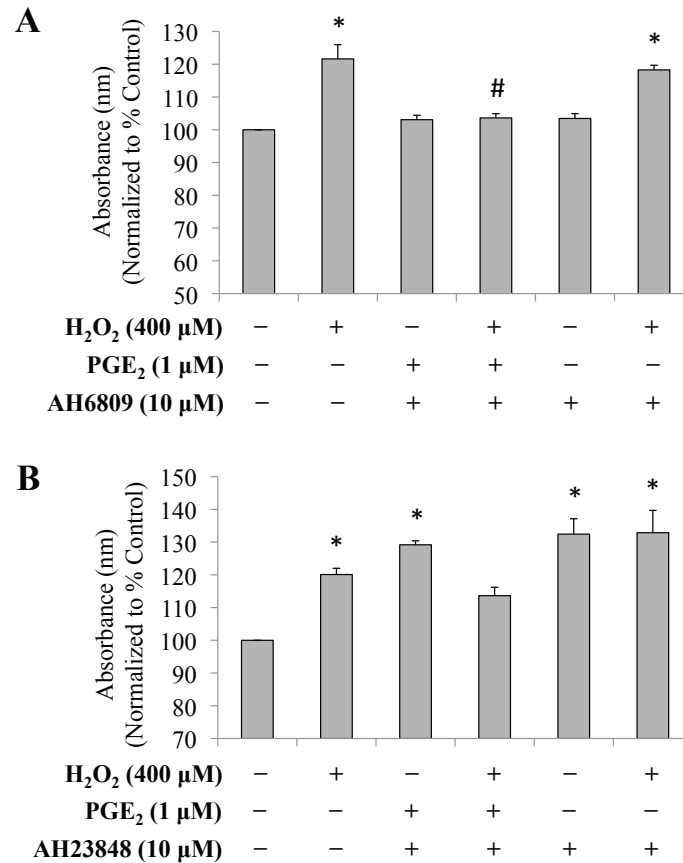 A
Absorbance (nm)
(Normalized to % Control)
130
120
110
100
90
80
70
60
50
*
#
*
H₂O₂ (400 μM) − + − + − +
PGE₂ (1 μM) − − + + − −
AH6809 (10 μM) − − + + + +
B
Absorbance (nm)
(Normalized to % Control)
150
140
130
120
110
100
90
80
70
*
*
*
*
H₂O₂ (400 μM) − + − + − +
PGE₂ (1 μM) − − + + − −
AH23848 (10 μM) − − + + + +